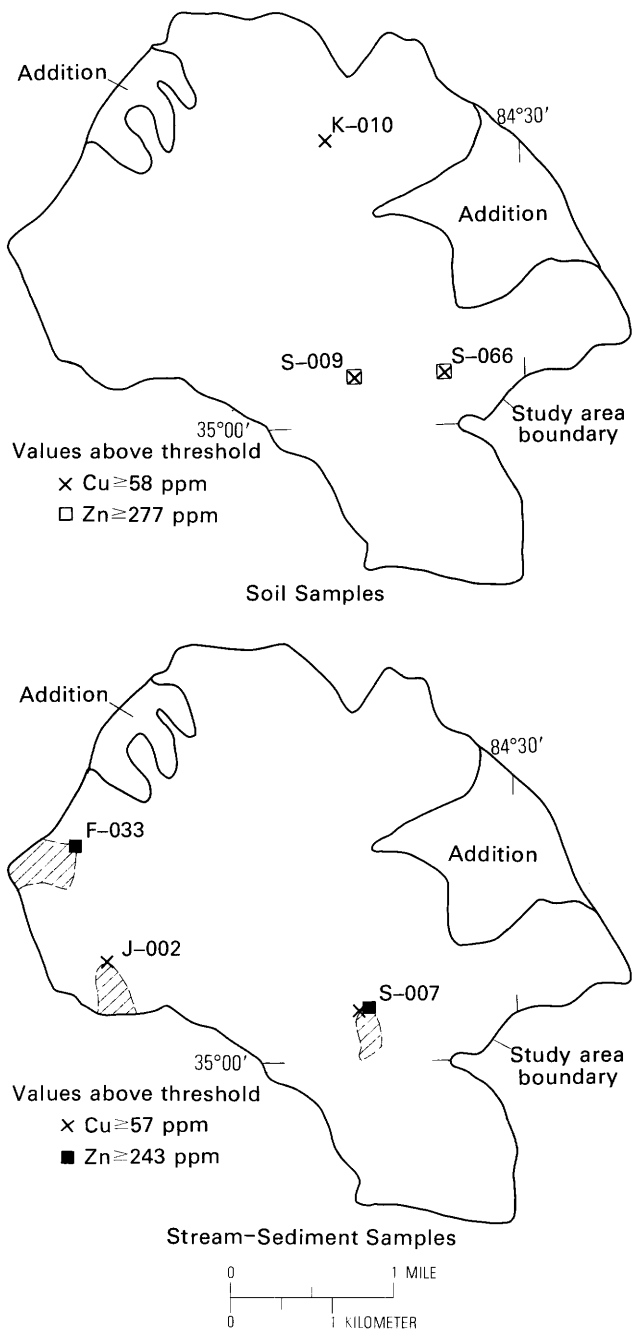 Addition
84°30′
K–010
Addition
S–009
S–066
35°00′
Study area
boundary
Values above threshold
× Cu≧58 ppm
□ Zn≧277 ppm
Soil Samples
Addition
84°30′
F–033
Addition
J–002
S–007
35°00′
Study area
boundary
Values above threshold
× Cu≧57 ppm
■ Zn≧243 ppm
Stream–Sediment Samples
0 1 MILE
0 1 KILOMETER